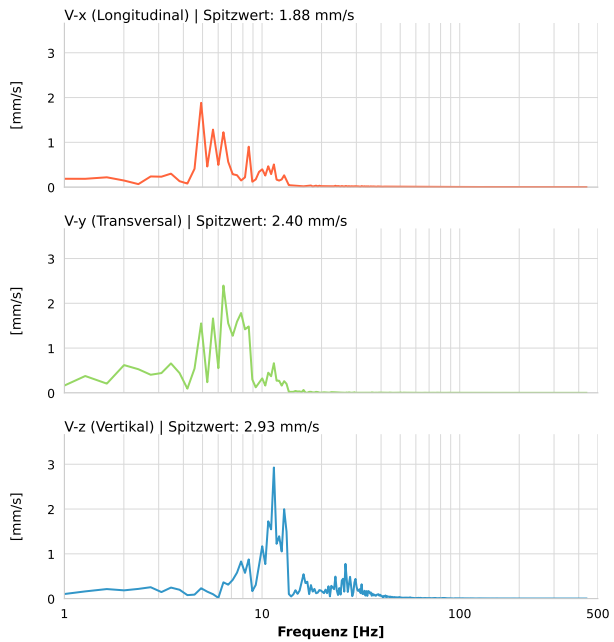 V-x (Longitudinal) | Spitzwert: 1.88 mm/s
3
2
1
0
[mm/s]
V-y (Transversal) | Spitzwert: 2.40 mm/s
3
2
1
0
[mm/s]
V-z (Vertikal) | Spitzwert: 2.93 mm/s
3
2
1
0
[mm/s]
1 10 100 500
Frequenz [Hz]